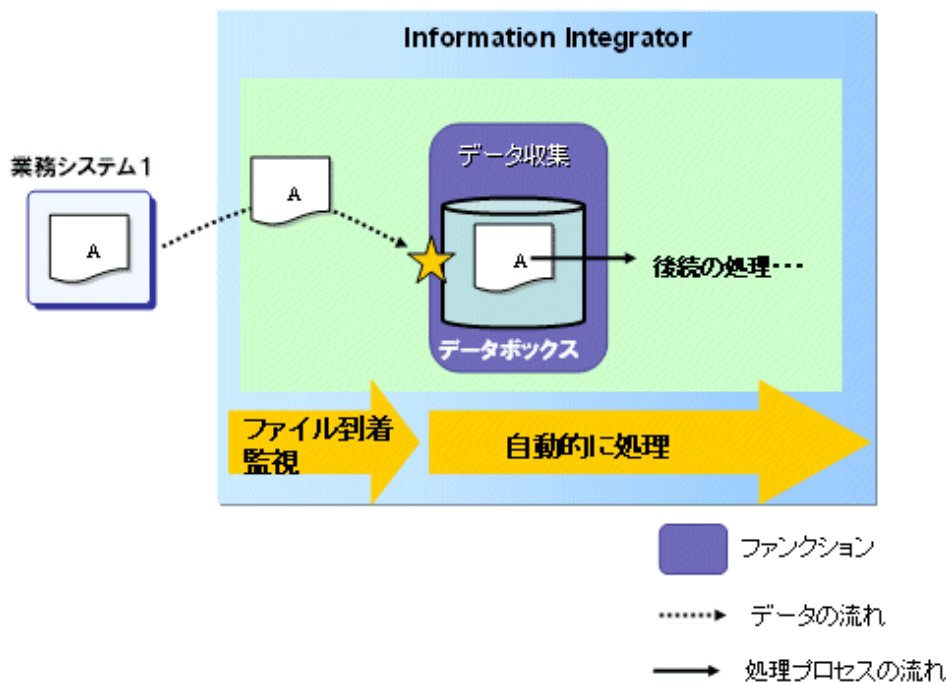 Information Integrator
業務システム1
A
A
データ収集
A
後続の処理･･･
データボックス
ファイル到着
監視
自動的に処理
ファンクション
データの流れ
処理プロセスの流れ